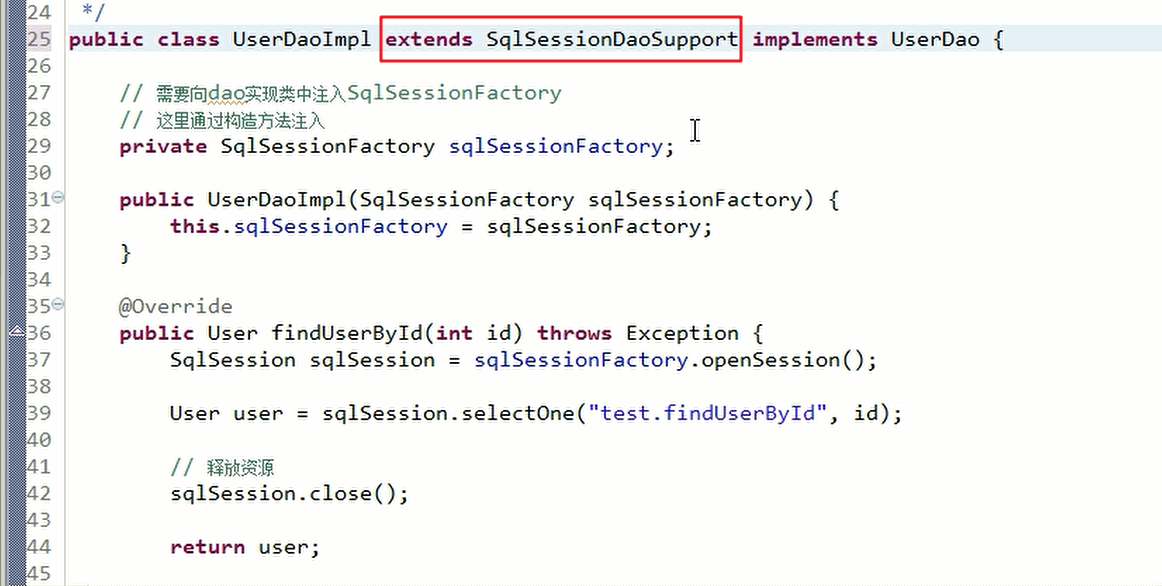 24 */
25 public class UserDaoImpl extends SqlSessionDaoSupport implements UserDao {
26
27 // 需要向dao实现类中注入SqlSessionFactory
28 // 这里通过构造方法注入
29 private SqlSessionFactory sqlSessionFactory;
30
31 public UserDaoImpl(SqlSessionFactory sqlSessionFactory) {
32 this.sqlSessionFactory = sqlSessionFactory;
33 }
34
35 @Override
36 public User findUserById(int id) throws Exception {
37 SqlSession sqlSession = sqlSessionFactory.openSession();
38
39 User user = sqlSession.selectOne("test.findUserById", id);
40
41 // 释放资源
42 sqlSession.close();
43
44 return user;
45